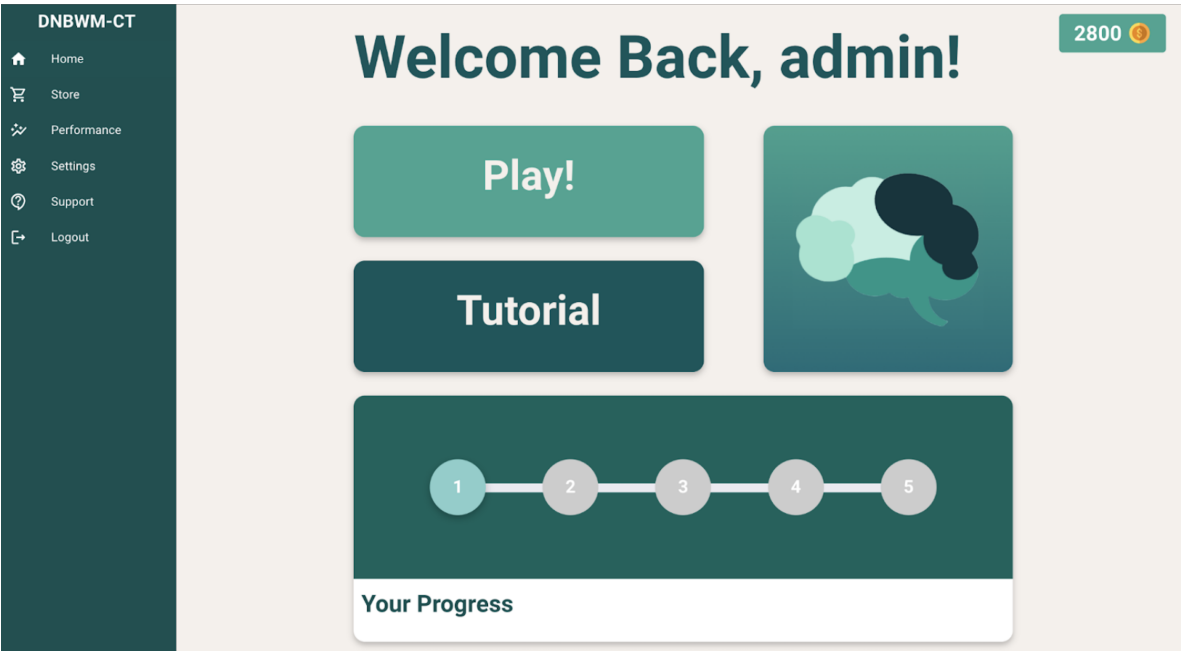 DNBWM-CT
Home
Store
Performance
Settings
Support
Logout
Welcome Back, admin!
2800
Play!
Tutorial
1 2 3 4 5
Your Progress